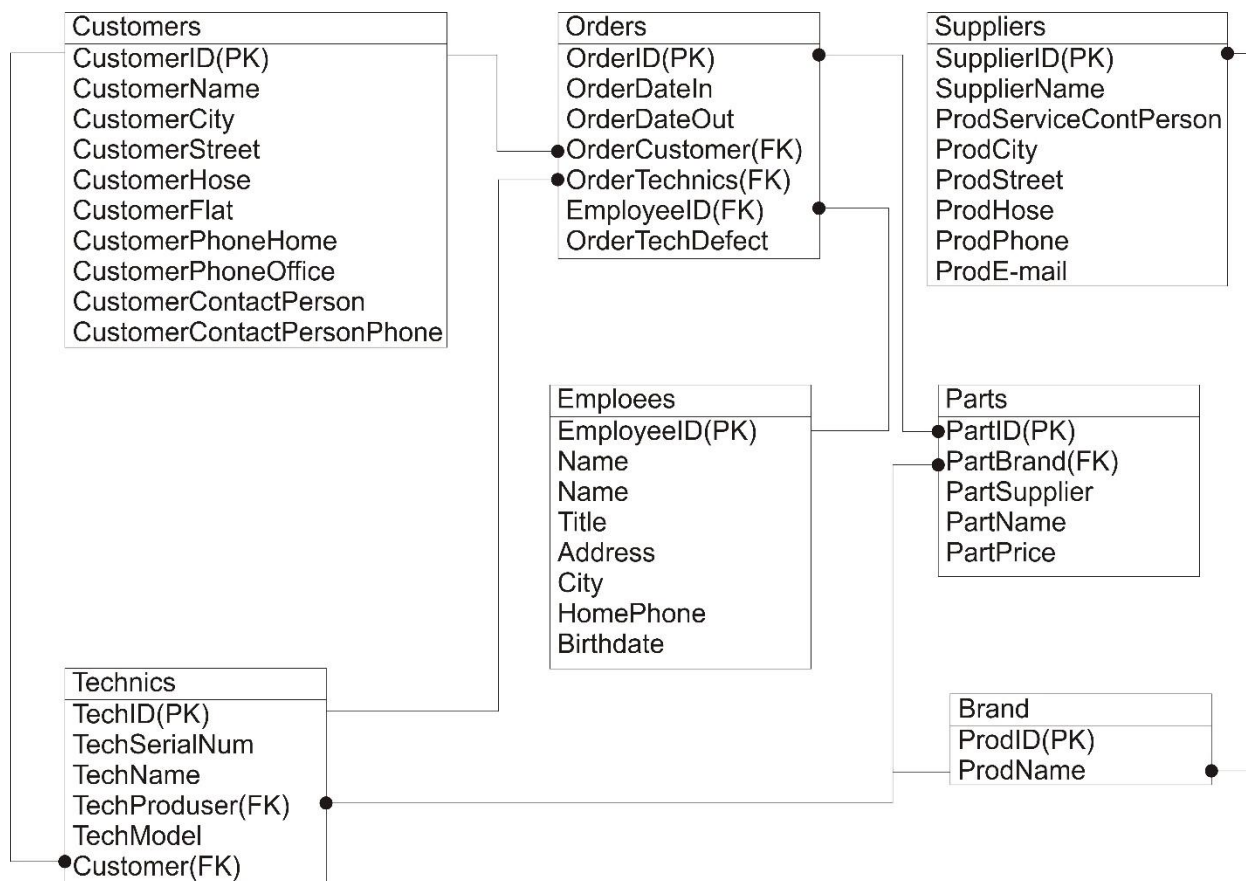 Customers
CustomerID(PK)
CustomerName
CustomerCity
CustomerStreet
CustomerHose
CustomerFlat
CustomerPhoneHome
CustomerPhoneOffice
CustomerContactPerson
CustomerContactPersonPhone
Orders
OrderID(PK)
OrderDateIn
OrderDateOut
OrderCustomer(FK)
OrderTechnics(FK)
EmployeeID(FK)
OrderTechDefect
Suppliers
SupplierID(PK)
SupplierName
ProdServiceContPerson
ProdCity
ProdStreet
ProdHose
ProdPhone
ProdE-mail
Emploees
EmployeeID(PK)
Name
Name
Title
Address
City
HomePhone
Birthdate
Parts
PartID(PK)
PartBrand(FK)
PartSupplier
PartName
PartPrice
Technics
TechID(PK)
TechSerialNum
TechName
TechProduser(FK)
TechModel
Customer(FK)
Brand
ProdID(PK)
ProdName